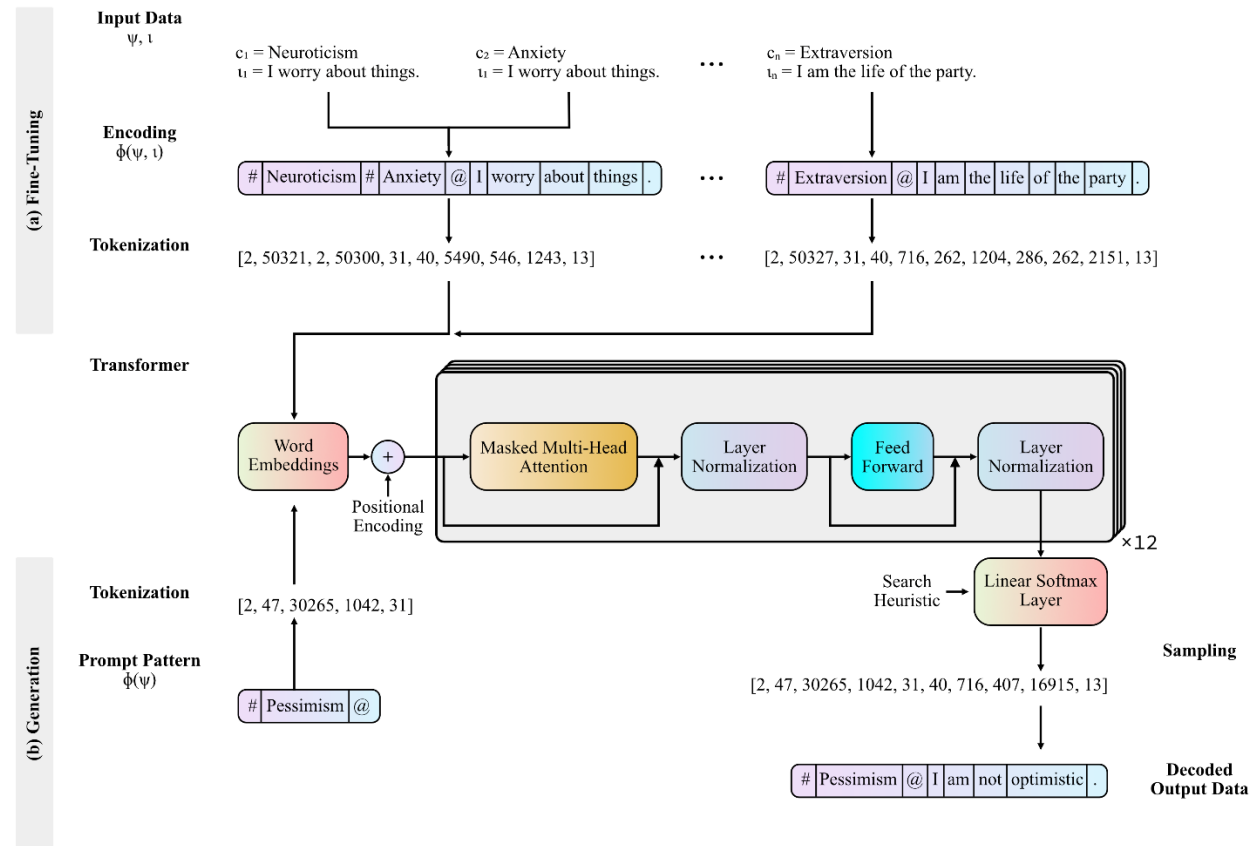 Input Data
ψ, ι
c₁ = Neuroticism
ι₁ = I worry about things.
c₂ = Anxiety
ι₁ = I worry about things.
...
cₙ = Extraversion
ιₙ = I am the life of the party.
(a) Fine-Tuning
Encoding
ϕ(ψ, ι)
# Neuroticism # Anxiety @ I worry about things .
...
# Extraversion @ I am the life of the party .
Tokenization
[2, 50321, 2, 50300, 31, 40, 5490, 546, 1243, 13]
...
[2, 50327, 31, 40, 716, 262, 1204, 286, 262, 2151, 13]
Transformer
Word
Embeddings
+
Positional
Encoding
Masked Multi-Head
Attention
Layer
Normalization
Feed
Forward
Layer
Normalization
×12
(b) Generation
Tokenization
[2, 47, 30265, 1042, 31]
Prompt Pattern
ϕ(ψ)
# Pessimism @
Search
Heuristic
Linear Softmax
Layer
Sampling
[2, 47, 30265, 1042, 31, 40, 716, 407, 16915, 13]
# Pessimism @ I am not optimistic .
Decoded
Output Data